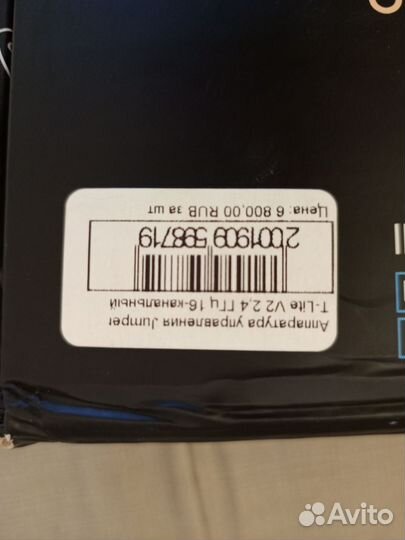 Аппаратура управления Jumper
T-Lite V2 2,4 ГГц 16-канальный
2001909 598719
Цена: 6 800,00 RUB за шт
Avito